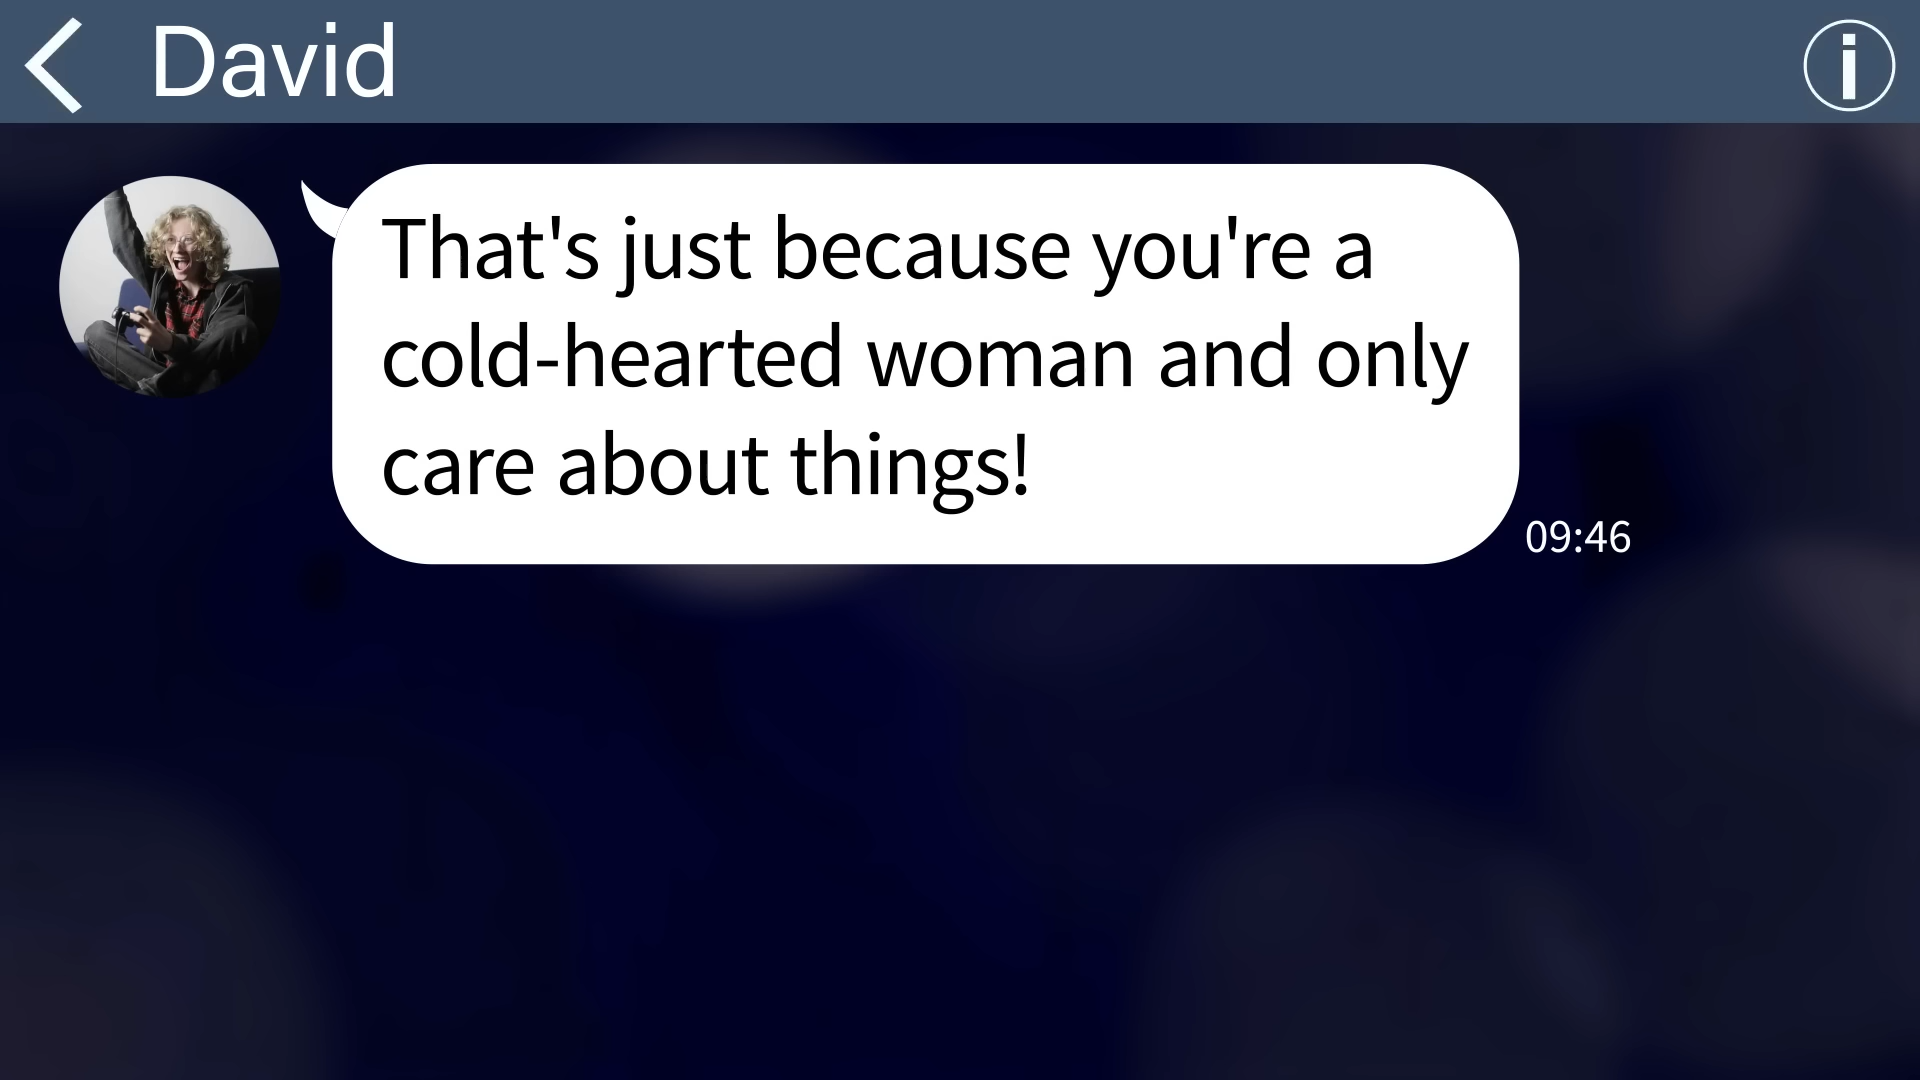 David
That's just because you're a
cold-hearted woman and only
care about things!
09:46